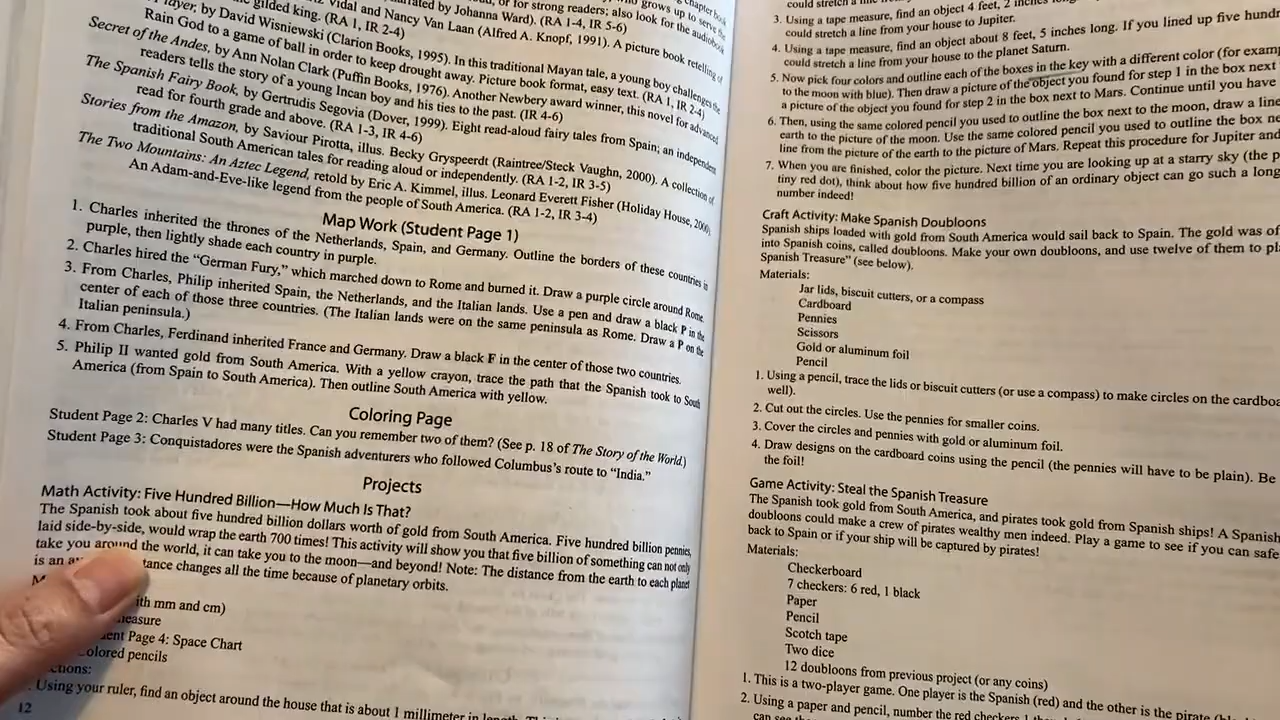 grows up to serve the
for strong readers; also look for the audiobook
the gilded king. (RA 1, IR 2-4)
Vidal and Nancy Van Laan (Alfred A. Knopf, 1991). A picture book retelling of
Player, by David Wisniewski (Clarion Books, 1995). In this traditional Mayan tale, a young boy challenges the
Rain God to a game of ball in order to keep drought away. Picture book format, easy text. (RA 1, IR 2-4)
Secret of the Andes, by Ann Nolan Clark (Puffin Books, 1976). Another Newbery award winner, this novel for advanced
readers tells the story of a young Incan boy and his ties to the past. (IR 4-6)
The Spanish Fairy Book, by Gertrudis Segovia (Dover, 1999). Eight read-aloud fairy tales from Spain; an independent
read for fourth grade and above. (RA 1-3, IR 4-6)
Stories from the Amazon, by Saviour Pirotta, illus. Becky Gryspeerdt (Raintree/Steck Vaughn, 2000). A collection of
traditional South American tales for reading aloud or independently. (RA 1-2, IR 3-5)
The Two Mountains: An Aztec Legend, retold by Eric A. Kimmel, illus. Leonard Everett Fisher (Holiday House, 2000).
An Adam-and-Eve-like legend from the people of South America. (RA 1-2, IR 3-4)
Map Work (Student Page 1)
1. Charles inherited the thrones of the Netherlands, Spain, and Germany. Outline the borders of these countries in
purple, then lightly shade each country in purple.
2. Charles hired the “German Fury,” which marched down to Rome and burned it. Draw a purple circle around Rome.
3. From Charles, Philip inherited Spain, the Netherlands, and the Italian lands. Use a pen and draw a black P in the
center of each of those three countries. (The Italian lands were on the same peninsula as Rome. Draw a P on the
Italian peninsula.)
4. From Charles, Ferdinand inherited France and Germany. Draw a black F in the center of those two countries.
5. Philip II wanted gold from South America. With a yellow crayon, trace the path that the Spanish took to South
America (from Spain to South America). Then outline South America with yellow.
Coloring Page
Student Page 2: Charles V had many titles. Can you remember two of them? (See p. 18 of The Story of the World.)
Student Page 3: Conquistadores were the Spanish adventurers who followed Columbus’s route to “India.”
Projects
Math Activity: Five Hundred Billion—How Much Is That?
The Spanish took about five hundred billion dollars worth of gold from South America. Five hundred billion pennies,
laid side-by-side, would wrap the earth 700 times! This activity will show you that five billion of something can not only
take you around the world, it can take you to the moon—and beyond! Note: The distance from the earth to each planet
is an tance changes all the time because of planetary orbits.
ith mm and cm)
measure
ent Page 4: Space Chart
olored pencils
ctions:
Using your ruler, find an object around the house that is about 1 millimeter in length.
12
could stretch a line
3. Using a tape measure, find an object 4 feet, 2 inches long.
could stretch a line from your house to Jupiter.
4. Using a tape measure, find an object about 8 feet, 5 inches long. If you lined up five hund
could stretch a line from your house to the planet Saturn.
5. Now pick four colors and outline each of the boxes in the key with a different color (for examp
to the moon with blue). Then draw a picture of the object you found for step 1 in the box next
a picture of the object you found for step 2 in the box next to Mars. Continue until you have
6. Then, using the same colored pencil you used to outline the box next to the moon, draw a line
earth to the picture of the moon. Use the same colored pencil you used to outline the box ne
line from the picture of the earth to the picture of Mars. Repeat this procedure for Jupiter and
7. When you are finished, color the picture. Next time you are looking up at a starry sky (the p
tiny red dot), think about how five hundred billion of an ordinary object can go such a long
number indeed!
Craft Activity: Make Spanish Doubloons
Spanish ships loaded with gold from South America would sail back to Spain. The gold was of
into Spanish coins, called doubloons. Make your own doubloons, and use twelve of them to pl
Spanish Treasure” (see below).
Materials:
Jar lids, biscuit cutters, or a compass
Cardboard
Pennies
Scissors
Gold or aluminum foil
Pencil
1. Using a pencil, trace the lids or biscuit cutters (or use a compass) to make circles on the cardboa
well).
2. Cut out the circles. Use the pennies for smaller coins.
3. Cover the circles and pennies with gold or aluminum foil.
4. Draw designs on the cardboard coins using the pencil (the pennies will have to be plain). Be
the foil!
Game Activity: Steal the Spanish Treasure
The Spanish took gold from South America, and pirates took gold from Spanish ships! A Spanish
doubloons could make a crew of pirates wealthy men indeed. Play a game to see if you can safe
back to Spain or if your ship will be captured by pirates!
Materials:
Checkerboard
7 checkers: 6 red, 1 black
Paper
Pencil
Scotch tape
Two dice
12 doubloons from previous project (or any coins)
1. This is a two-player game. One player is the Spanish (red) and the other is the pirate
2. Using a paper and pencil, number the red checkers 1
can see